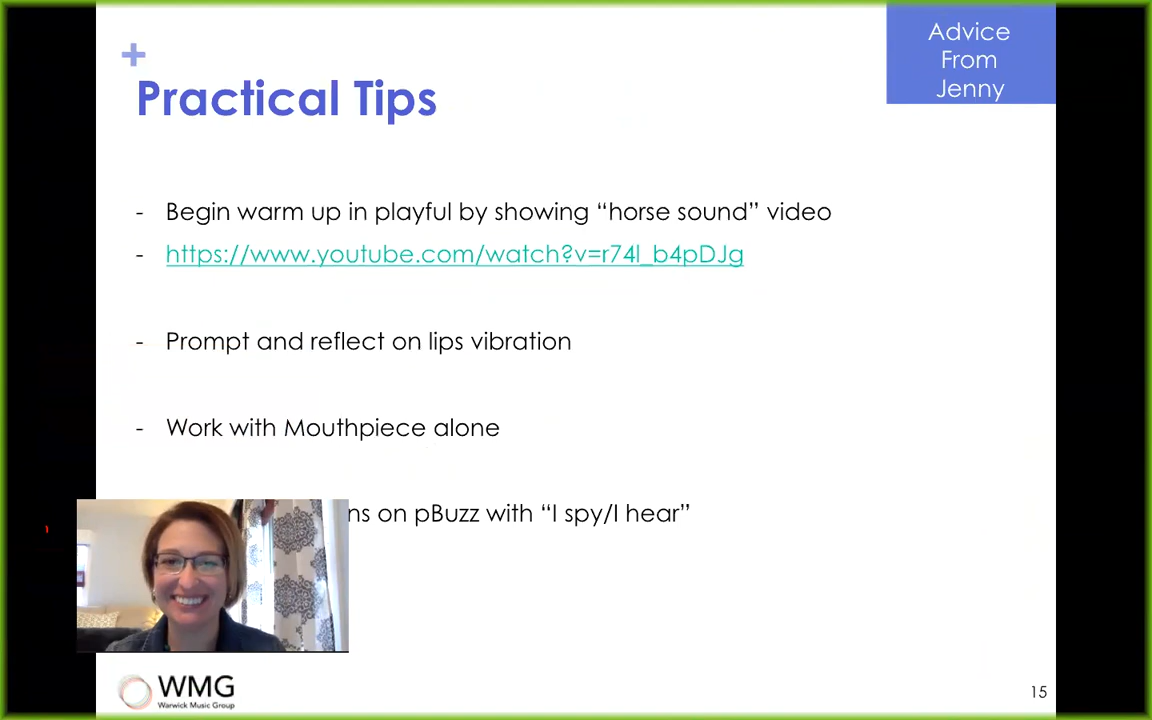 Advice
From
Jenny
+
Practical Tips
- Begin warm up in playful by showing “horse sound” video
- https://www.youtube.com/watch?v=r74l_b4pDJg
- Prompt and reflect on lips vibration
- Work with Mouthpiece alone
on pBuzz with “I spy/I hear”
WMG
Warwick Music Group
15